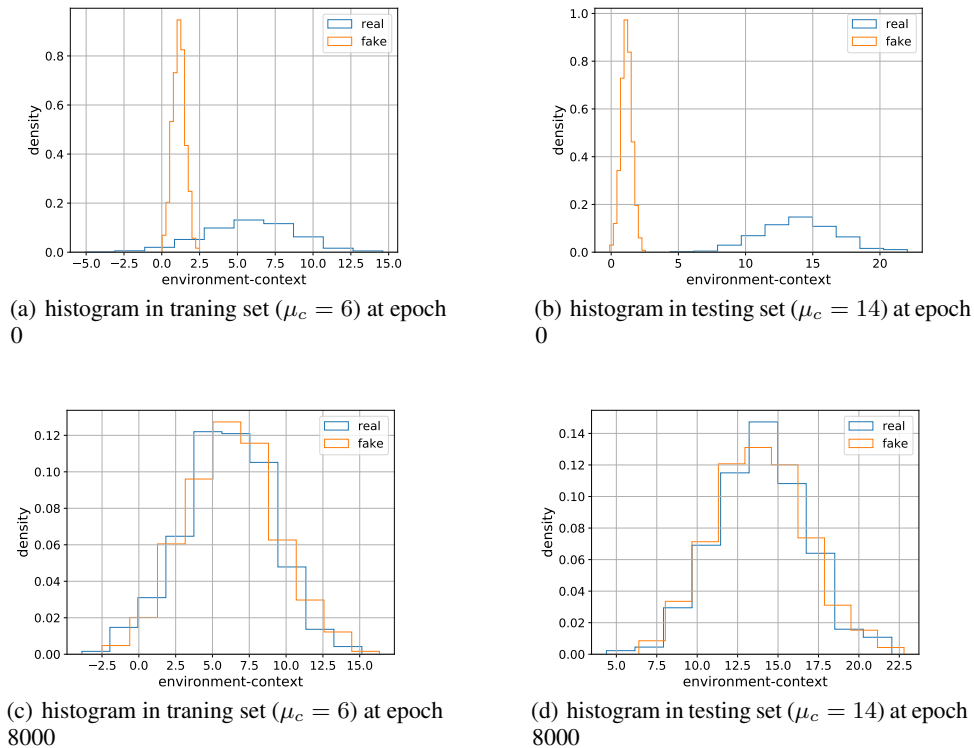 real
fake
0.8
0.6
0.4
0.2
0.0
density
−5.0 −2.5 0.0 2.5 5.0 7.5 10.0 12.5 15.0
environment-context
(a) histogram in traning set (μc = 6) at epoch
0
real
fake
1.0
0.8
0.6
0.4
0.2
0.0
density
0 5 10 15 20
environment-context
(b) histogram in testing set (μc = 14) at epoch
0
real
fake
0.12
0.10
0.08
0.06
0.04
0.02
0.00
density
−2.5 0.0 2.5 5.0 7.5 10.0 12.5 15.0
environment-context
(c) histogram in traning set (μc = 6) at epoch
8000
real
fake
0.14
0.12
0.10
0.08
0.06
0.04
0.02
0.00
density
5.0 7.5 10.0 12.5 15.0 17.5 20.0 22.5
environment-context
(d) histogram in testing set (μc = 14) at epoch
8000